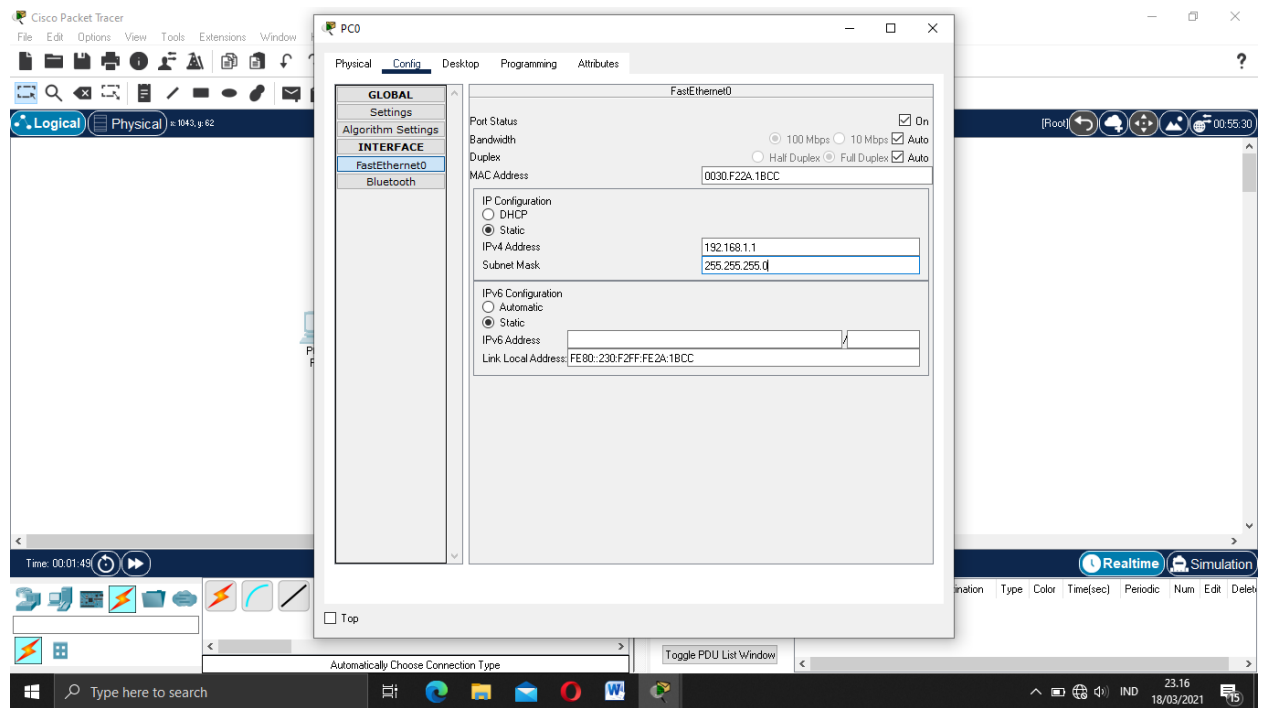 Cisco Packet Tracer
File Edit Options View Tools Extensions Window
?
Logical Physical x: 1043, y: 62
[Root] 00:55:30
PC0
Physical Config Desktop Programming Attributes
GLOBAL
Settings
Algorithm Settings
INTERFACE
FastEthernet0
Bluetooth
FastEthernet0
Port Status On
Bandwidth 100 Mbps 10 Mbps Auto
Duplex Half Duplex Full Duplex Auto
MAC Address 0030.F22A.1BCC
IP Configuration
DHCP
Static
IPv4 Address 192.168.1.1
Subnet Mask 255.255.255.0
IPv6 Configuration
Automatic
Static
IPv6 Address /
Link Local Address: FE80::230:F2FF:FE2A:1BCC
Top
Time: 00:01:49
Realtime Simulation
Type Color Time(sec) Periodic Num Edit
Automatically Choose Connection Type
Toggle PDU List Window
Type here to search
IND
23.16
18/03/2021
15